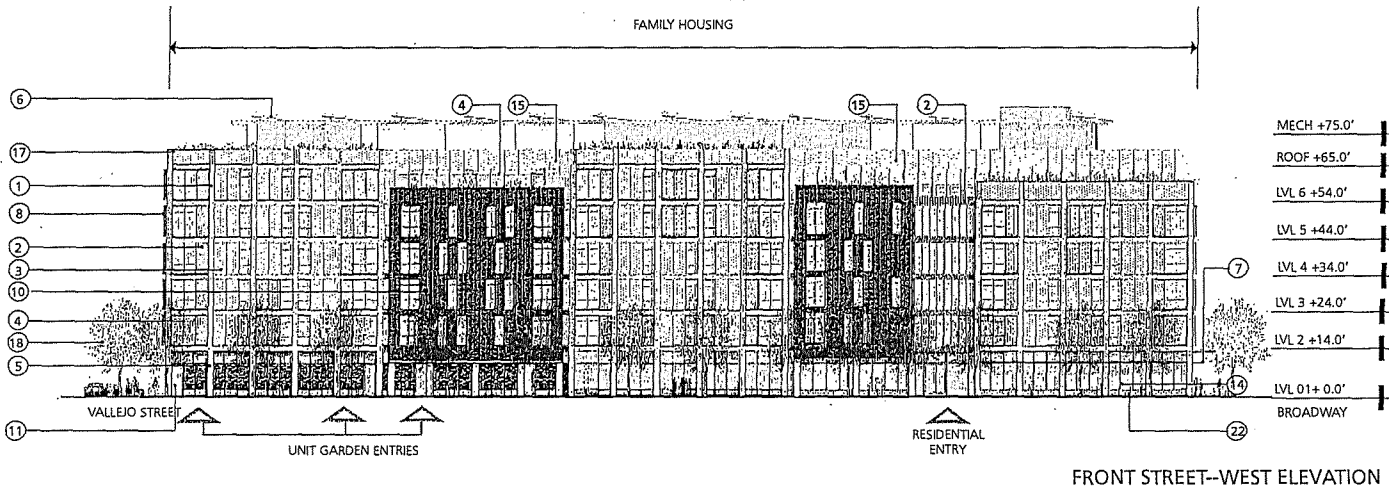 FAMILY HOUSING
6
4
15
15
2
MECH +75.0'
17
ROOF +65.0'
1
LVL 6 +54.0'
8
LVL 5 +44.0'
2
3
7
LVL 4 +34.0'
10
LVL 3 +24.0'
4
18
LVL 2 +14.0'
5
14
LVL 01+ 0.0'
VALLEJO STREET
BROADWAY
11
22
UNIT GARDEN ENTRIES
RESIDENTIAL
ENTRY
FRONT STREET--WEST ELEVATION